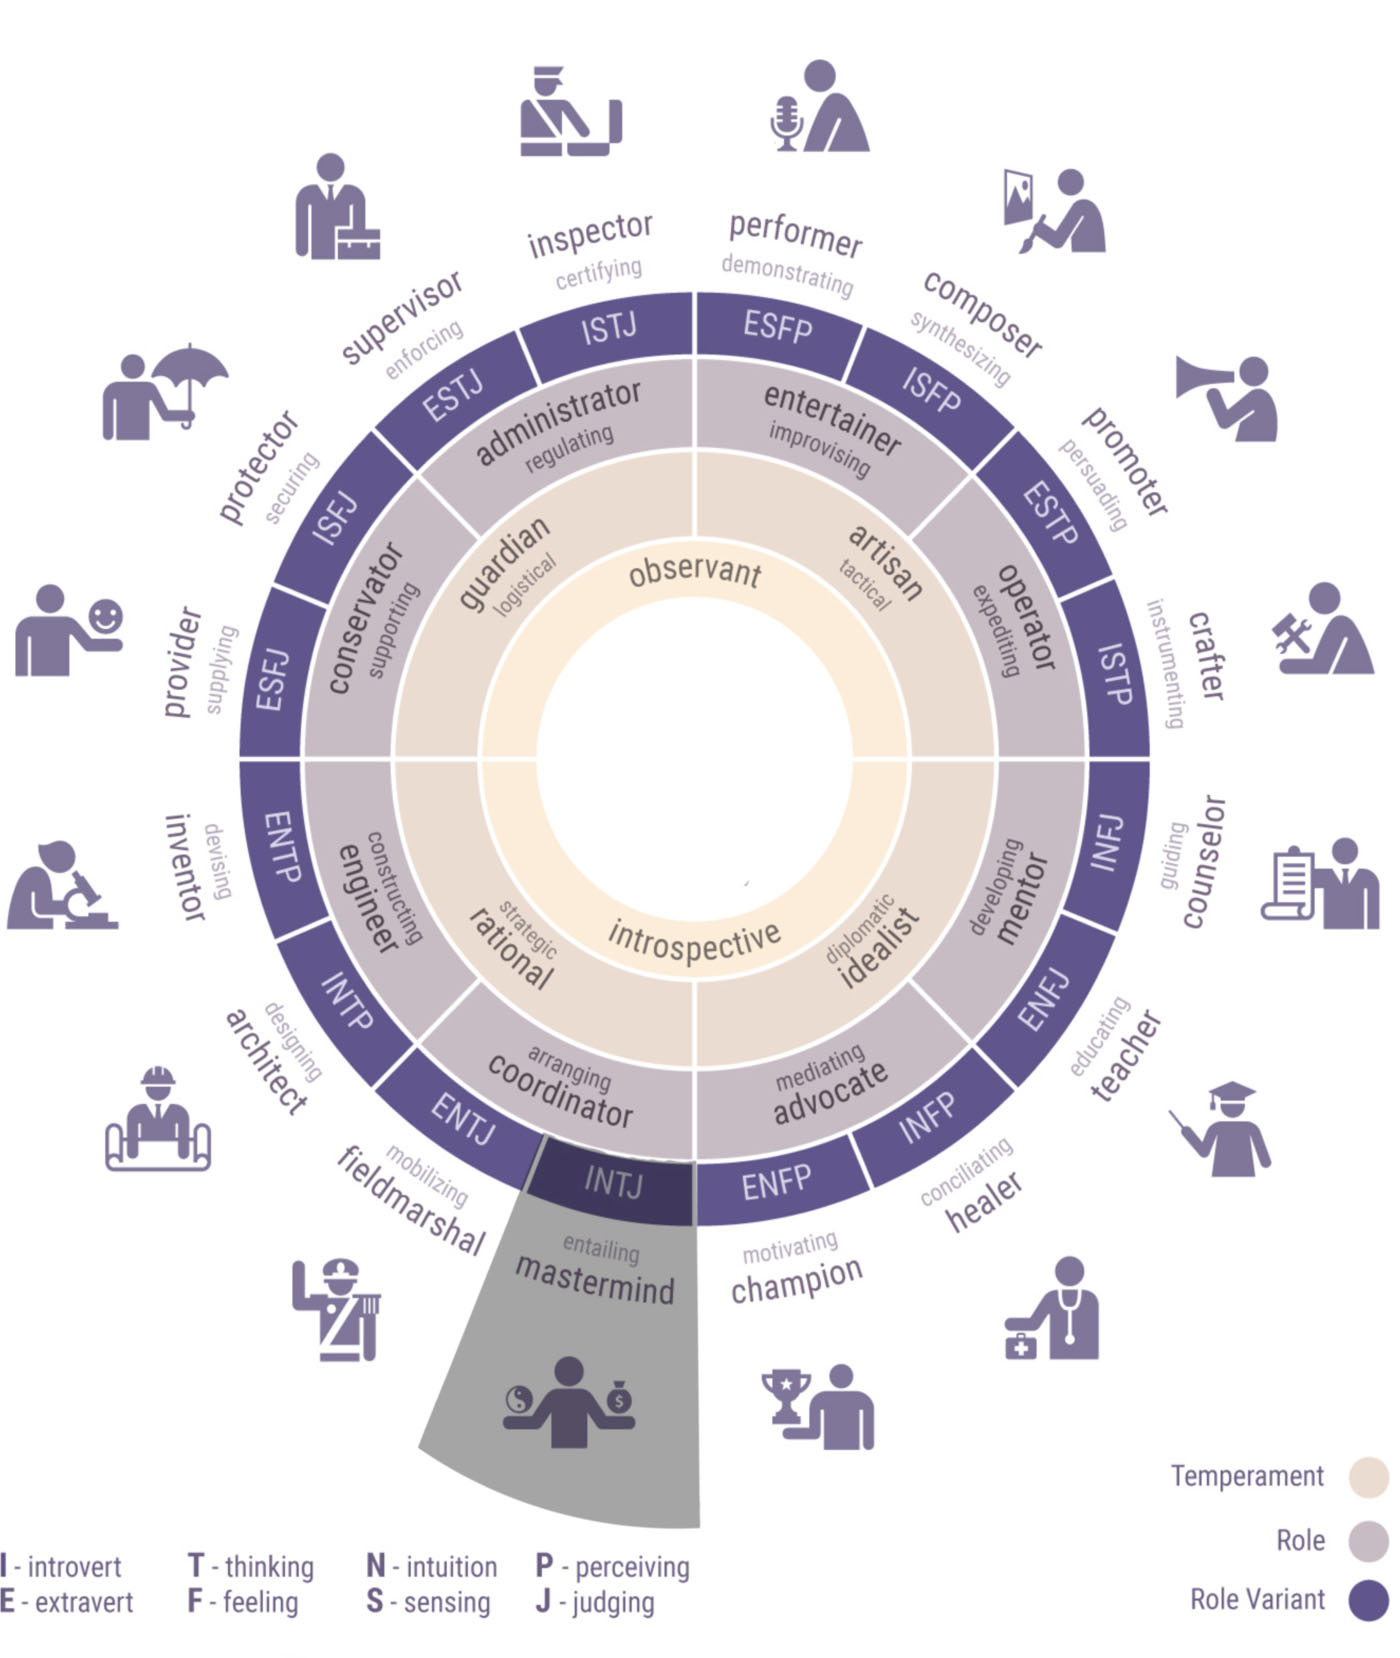 inspector
certifying
performer
demonstrating
supervisor
enforcing
composer
synthesizing
protector
securing
promoter
persuading
provider
supplying
crafter
instrumenting
ISTJ
ESFP
ESTJ
ISFP
ISFJ
ESTP
ESFJ
ISTP
administrator
regulating
entertainer
improvising
conservator
supporting
operator
expediting
guardian
logistical
artisan
tactical
observant
introspective
strategic
rational
diplomatic
idealist
constructing
engineer
developing
mentor
arranging
coordinator
mediating
advocate
ENTP
INFJ
INTP
ENFJ
ENTJ
INFP
INTJ
ENFP
devising
inventor
guiding
counselor
designing
architect
educating
teacher
mobilizing
fieldmarshal
conciliating
healer
entailing
mastermind
motivating
champion
$
Temperament
Role
Role Variant
I - introvert T - thinking N - intuition P - perceiving
E - extravert F - feeling S - sensing J - judging